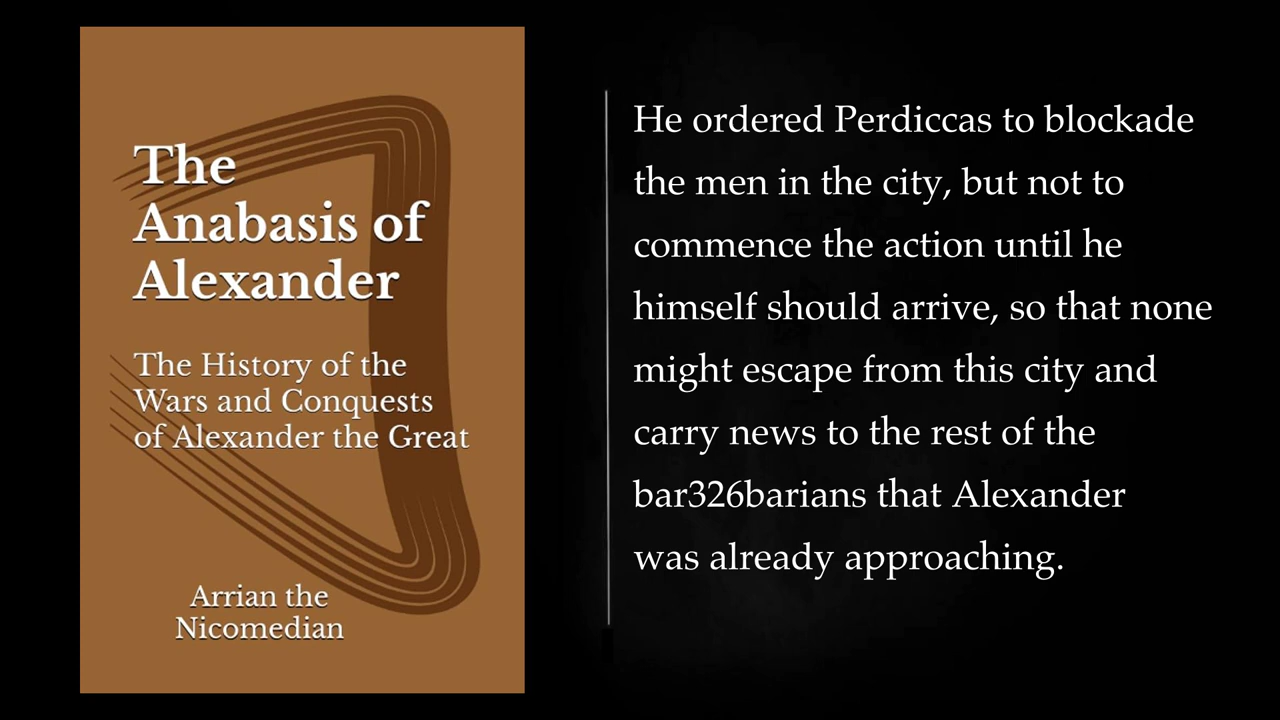 The
Anabasis of
Alexander
The History of the
Wars and Conquests
of Alexander the Great
Arrian the
Nicomedian
He ordered Perdiccas to blockade
the men in the city, but not to
commence the action until he
himself should arrive, so that none
might escape from this city and
carry news to the rest of the
bar326barians that Alexander
was already approaching.